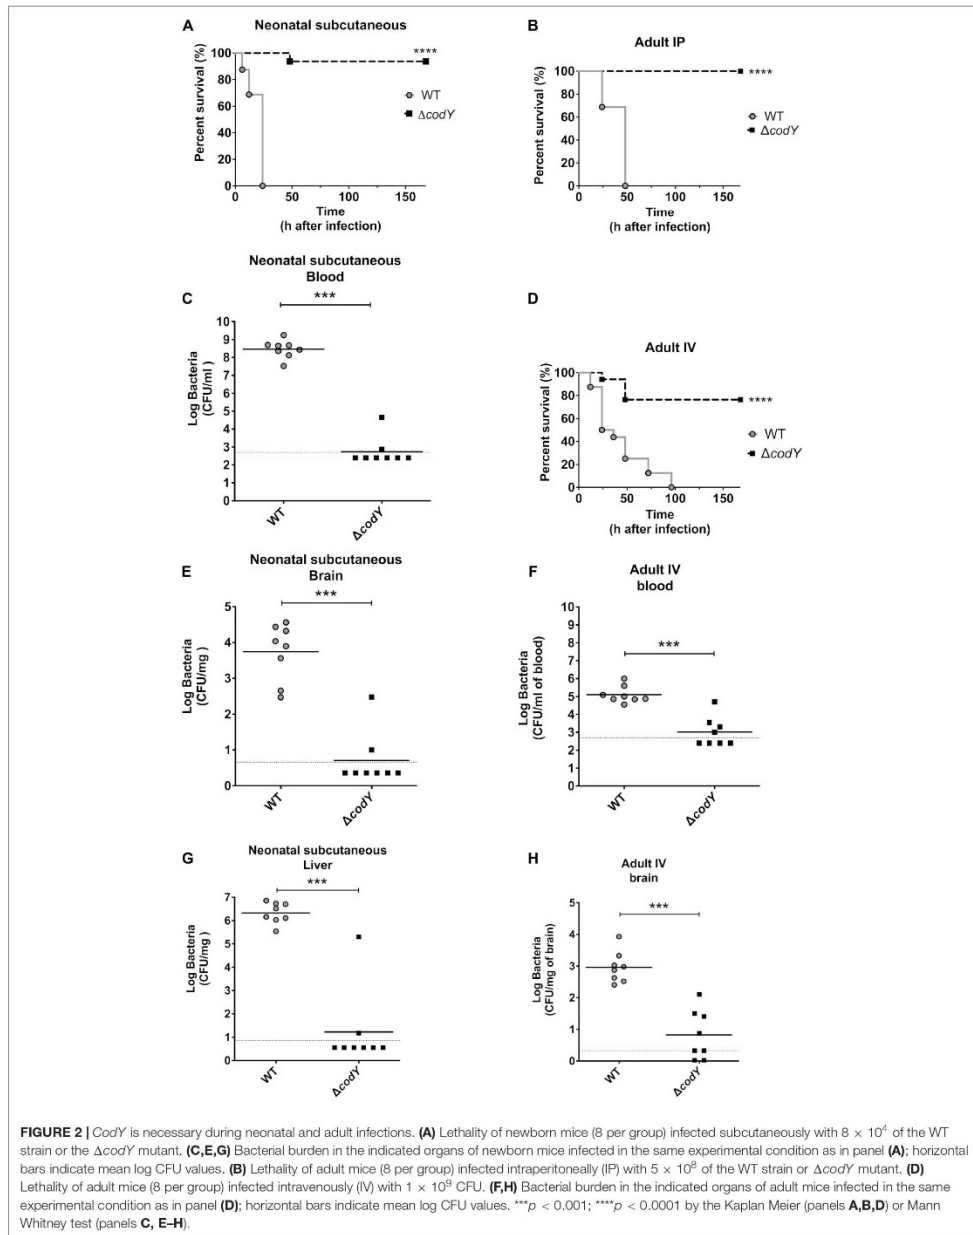 A
Neonatal subcutaneous
Percent survival (%)
100
80
60
40
20
0
****
WT
ΔcodY
0
50
100
150
Time
(h after infection)
B
Adult IP
Percent survival (%)
100
80
60
40
20
0
****
WT
ΔcodY
0
50
100
150
Time
(h after infection)
Neonatal subcutaneous
Blood
C
***
Log Bacteria
(CFU/ml )
10
9
8
7
6
5
4
3
2
1
0
WT
ΔcodY
D
Adult IV
Percent survival (%)
100
80
60
40
20
0
****
WT
ΔcodY
0
50
100
150
Time
(h after infection)
E
Neonatal subcutaneous
Brain
***
Log Bacteria
(CFU/mg )
5
4
3
2
1
0
WT
ΔcodY
F
Adult IV
blood
***
Log Bacteria
(CFU/ml of blood)
10
9
8
7
6
5
4
3
2
1
0
WT
ΔcodY
G
Neonatal subcutaneous
Liver
***
Log Bacteria
(CFU/mg )
7
6
5
4
3
2
1
0
WT
ΔcodY
H
Adult IV
brain
***
Log Bacteria
(CFU/mg of brain)
5
4
3
2
1
0
WT
ΔcodY
FIGURE 2 | CodY is necessary during neonatal and adult infections. (A) Lethality of newborn mice (8 per group) infected subcutaneously with 8 × 10⁴ of the WT
strain or the ΔcodY mutant. (C,E,G) Bacterial burden in the indicated organs of newborn mice infected in the same experimental condition as in panel (A); horizontal
bars indicate mean log CFU values. (B) Lethality of adult mice (8 per group) infected intraperitoneally (IP) with 5 × 10⁸ of the WT strain or ΔcodY mutant. (D)
Lethality of adult mice (8 per group) infected intravenously (IV) with 1 × 10⁹ CFU. (F,H) Bacterial burden in the indicated organs of adult mice infected in the same
experimental condition as in panel (D); horizontal bars indicate mean log CFU values. ***p < 0.001; ****p < 0.0001 by the Kaplan Meier (panels A,B,D) or Mann
Whitney test (panels C, E–H).